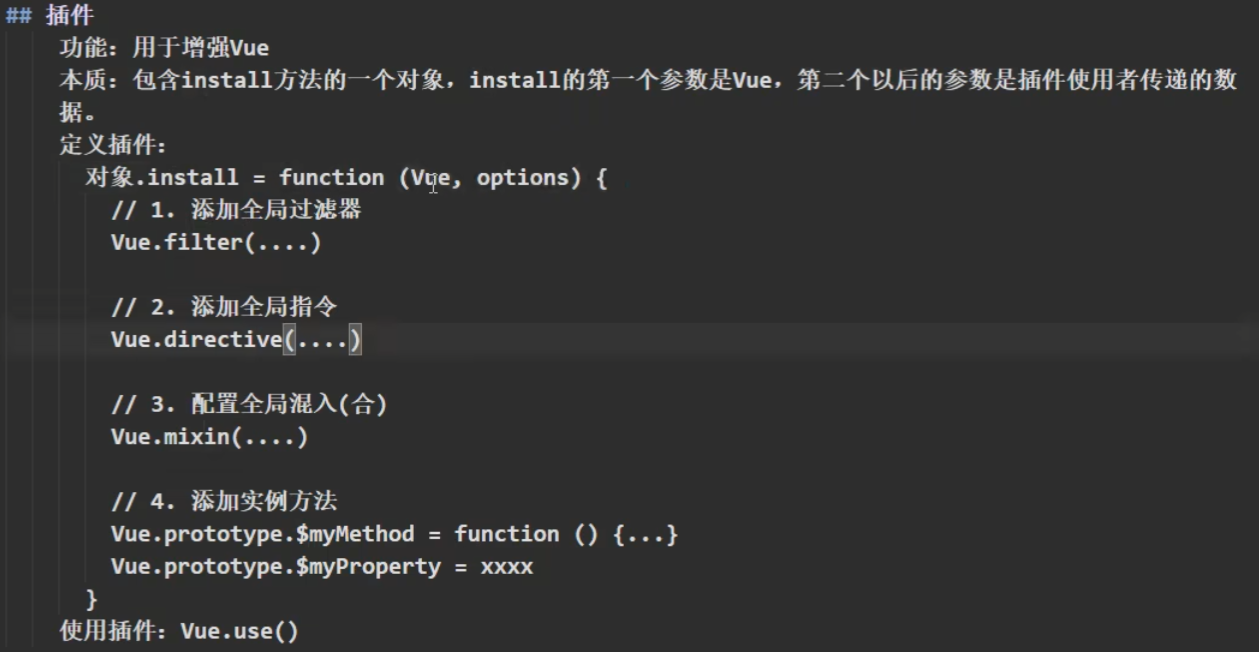 ## 插件
功能：用于增强Vue
本质：包含install方法的一个对象，install的第一个参数是Vue，第二个以后的参数是插件使用者传递的数
据。
定义插件：
对象.install = function (Vue, options) {
// 1. 添加全局过滤器
Vue.filter(....)
// 2. 添加全局指令
Vue.directive(....)
// 3. 配置全局混入(合)
Vue.mixin(....)
// 4. 添加实例方法
Vue.prototype.$myMethod = function () {...}
Vue.prototype.$myProperty = xxxx
}
使用插件：Vue.use()